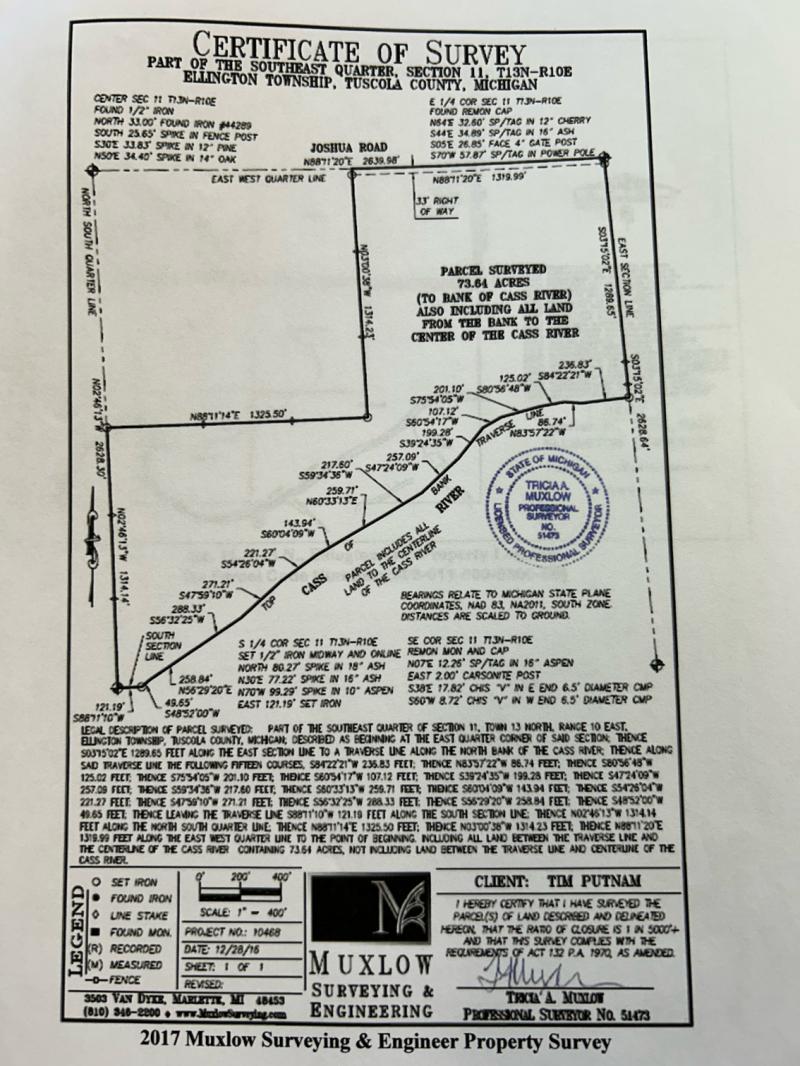 CERTIFICATE OF SURVEY
PART OF THE SOUTHEAST QUARTER, SECTION 11, T13N-R10E
ELLINGTON TOWNSHIP, TUSCOLA COUNTY, MICHIGAN
CENTER SEC 11 T13N-R10E
FOUND 1/2" IRON
NORTH 33.00' FOUND IRON #44289
SOUTH 25.65' SPIKE IN FENCE POST
S30°E 33.83' SPIKE IN 12" PINE
N50°E 34.40' SPIKE IN 14" OAK
E 1/4 COR SEC 11 T13N-R10E
FOUND REMON CAP
N64°E 32.60' SP/TAG IN 12" CHERRY
S44°E 34.89' SP/TAG IN 16" ASH
S05°E 26.85' FACE 4" GATE POST
S70°W 57.87' SP/TAG IN POWER POLE
JOSHUA ROAD
N88°11'20"E 2639.98'
EAST WEST QUARTER LINE
N88°11'20"E 1319.99'
33' RIGHT
OF WAY
NORTH SOUTH QUARTER LINE
N02°46'13"W 2628.30'
N03°00'38"W 1314.23'
S03°15'02"E 1289.65'
EAST SECTION LINE
S03°15'02"E 2628.64'
PARCEL SURVEYED
73.64 ACRES
(TO BANK OF CASS RIVER)
ALSO INCLUDING ALL LAND
FROM THE BANK TO THE
CENTER OF THE CASS RIVER
236.83'
S84°22'21"W
125.02'
S80°56'48"W
201.10'
S75°54'05"W
107.12'
S60°54'17"W
86.74'
N83°57'22"W
TRAVERSE LINE
199.28'
S39°24'35"W
N88°11'14"E 1325.50'
257.09'
S47°24'09"W
217.60'
S59°34'36"W
259.71'
N60°33'13"E
143.94'
S60°04'09"W
221.27'
S54°26'04"W
271.21'
S47°59'10"W
288.33'
S56°32'25"W
TOP OF BANK
CASS RIVER
PARCEL INCLUDES ALL
LAND TO THE CENTERLINE
OF THE CASS RIVER
STATE OF MICHIGAN
TRICIA A.
MUXLOW
PROFESSIONAL
SURVEYOR
NO.
51473
LICENSED PROFESSIONAL SURVEYOR
N02°46'13"W 1314.14'
BEARINGS RELATE TO MICHIGAN STATE PLANE
COORDINATES, NAD 83, NA2011, SOUTH ZONE.
DISTANCES ARE SCALED TO GROUND.
SOUTH
SECTION
LINE
258.84'
N56°29'20"E
49.65'
S48°52'00"W
121.19'
S88°11'10"W
S 1/4 COR SEC 11 T13N-R10E
SET 1/2" IRON MIDWAY AND ONLINE
NORTH 80.27' SPIKE IN 18" ASH
N30°E 77.22' SPIKE IN 16" ASH
N70°W 99.29' SPIKE IN 10" ASPEN
EAST 121.19' SET IRON
SE COR SEC 11 T13N-R10E
REMON MON AND CAP
N07°E 12.26' SP/TAG IN 16" ASPEN
EAST 2.00' CARSONITE POST
S38°E 17.82' CHIS "V" IN E END 6.5' DIAMETER CMP
S60°W 8.72' CHIS "V" IN W END 6.5' DIAMETER CMP
LEGAL DESCRIPTION OF PARCEL SURVEYED: PART OF THE SOUTHEAST QUARTER OF SECTION 11, TOWN 13 NORTH, RANGE 10 EAST,
ELLINGTON TOWNSHIP, TUSCOLA COUNTY, MICHIGAN, DESCRIBED AS BEGINNING AT THE EAST QUARTER CORNER OF SAID SECTION; THENCE
S03°15'02"E 1289.65 FEET ALONG THE EAST SECTION LINE TO A TRAVERSE LINE ALONG THE NORTH BANK OF THE CASS RIVER; THENCE ALONG
SAID TRAVERSE LINE THE FOLLOWING FIFTEEN COURSES, S84°22'21"W 236.83 FEET; THENCE N83°57'22"W 86.74 FEET; THENCE S80°56'48"W
125.02 FEET; THENCE S75°54'05"W 201.10 FEET; THENCE S60°54'17"W 107.12 FEET; THENCE S39°24'35"W 199.28 FEET; THENCE S47°24'09"W
257.09 FEET; THENCE S59°34'36"W 217.60 FEET; THENCE S60°33'13"W 259.71 FEET; THENCE S60°04'09"W 143.94 FEET; THENCE S54°26'04"W
221.27 FEET; THENCE S47°59'10"W 271.21 FEET; THENCE S56°32'25"W 288.33 FEET; THENCE S56°29'20"W 258.84 FEET; THENCE S48°52'00"W
49.65 FEET; THENCE LEAVING THE TRAVERSE LINE S88°11'10"W 121.19 FEET ALONG THE SOUTH SECTION LINE; THENCE N02°46'13"W 1314.14
FEET ALONG THE NORTH SOUTH QUARTER LINE; THENCE N88°11'14"E 1325.50 FEET; THENCE N03°00'38"W 1314.23 FEET; THENCE N88°11'20"E
1319.99 FEET ALONG THE EAST WEST QUARTER LINE TO THE POINT OF BEGINNING. INCLUDING ALL LAND BETWEEN THE TRAVERSE LINE AND
THE CENTERLINE OF THE CASS RIVER CONTAINING 73.64 ACRES, NOT INCLUDING LAND BETWEEN THE TRAVERSE LINE AND CENTERLINE OF THE
CASS RIVER.
LEGEND
SET IRON
FOUND IRON
LINE STAKE
FOUND MON.
(R) RECORDED
(M) MEASURED
FENCE
0' 200' 400'
SCALE: 1" = 400'
PROJECT NO.: 10468
DATE: 12/28/16
SHEET: 1 OF 1
REVISED:
3503 VAN DYKE, MARLETTE, MI 48453
(810) 346-2200 ♦ www.MuxlowSurveying.com
M
MUXLOW
SURVEYING &
ENGINEERING
CLIENT: TIM PUTNAM
I HEREBY CERTIFY THAT I HAVE SURVEYED THE
PARCEL(S) OF LAND DESCRIBED AND DELINEATED
HEREON, THAT THE RATIO OF CLOSURE IS 1 IN 5000'+
AND THAT THIS SURVEY COMPLIES WITH THE
REQUIREMENTS OF ACT 132 P.A. 1970, AS AMENDED.
TRICIA A. MUXLOW
PROFESSIONAL SURVEYOR NO. 51473
2017 Muxlow Surveying & Engineer Property Survey